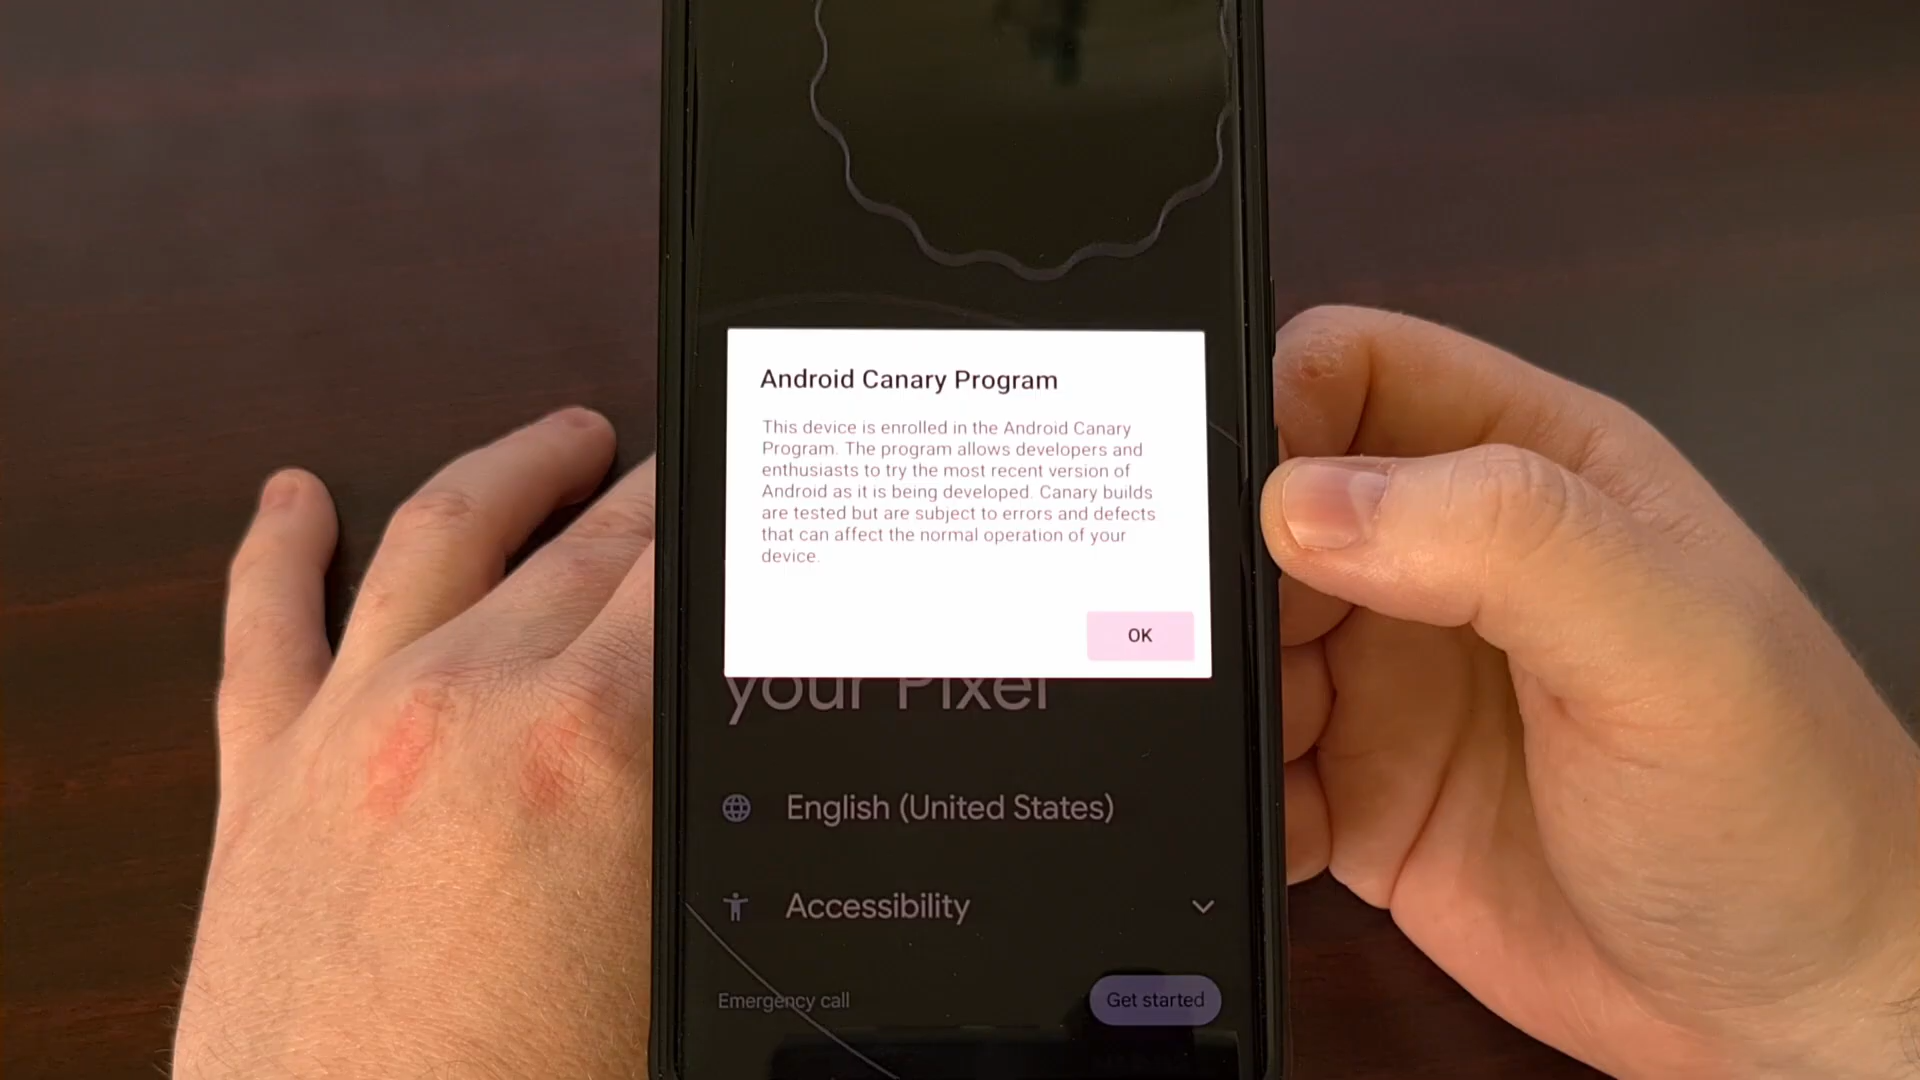 Android Canary Program
This device is enrolled in the Android Canary
Program. The program allows developers and
enthusiasts to try the most recent version of
Android as it is being developed. Canary builds
are tested but are subject to errors and defects
that can affect the normal operation of your
device.
OK
your Pixel
English (United States)
Accessibility
Emergency call
Get started